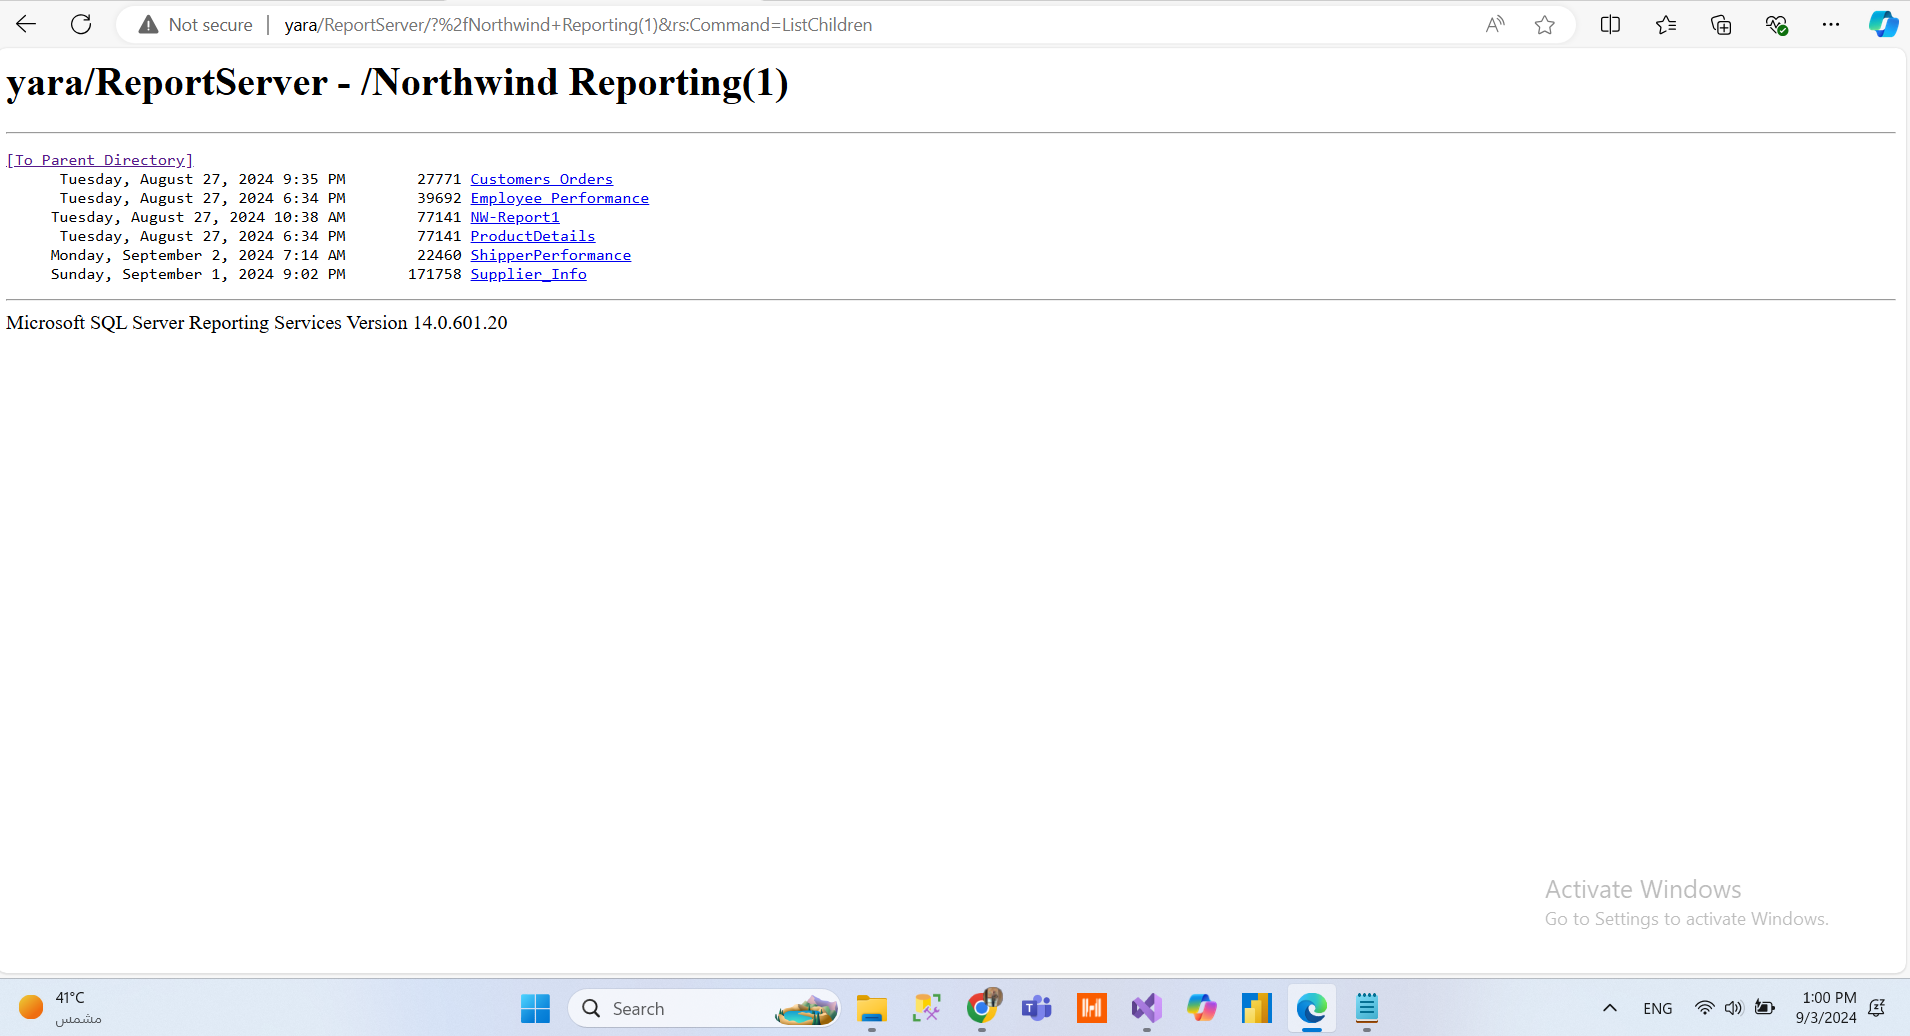 Not secure | yara/ReportServer/?%2fNorthwind+Reporting(1)&rs:Command=ListChildren
yara/ReportServer - /Northwind Reporting(1)
[To Parent Directory]
Tuesday, August 27, 2024 9:35 PM 27771 Customers Orders
Tuesday, August 27, 2024 6:34 PM 39692 Employee Performance
Tuesday, August 27, 2024 10:38 AM 77141 NW-Report1
Tuesday, August 27, 2024 6:34 PM 77141 ProductDetails
Monday, September 2, 2024 7:14 AM 22460 ShipperPerformance
Sunday, September 1, 2024 9:02 PM 171758 Supplier_Info
Microsoft SQL Server Reporting Services Version 14.0.601.20
Activate Windows
Go to Settings to activate Windows.
41°C
مشمس
Search
ENG
1:00 PM
9/3/2024